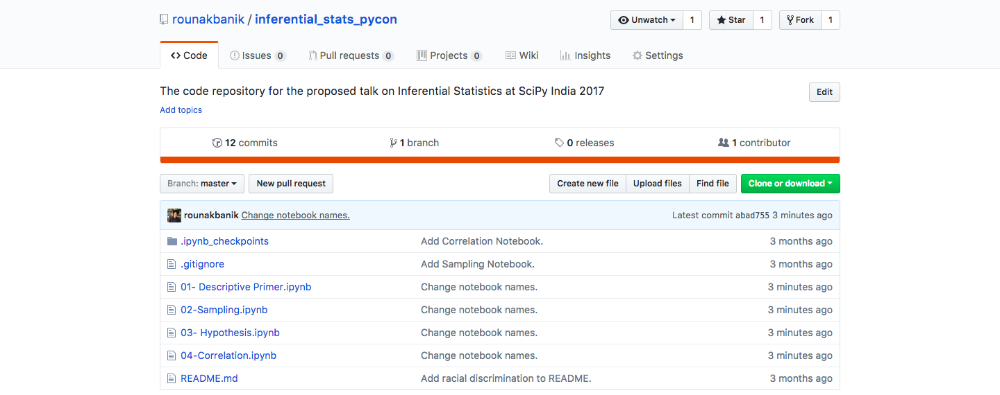 rounakbanik / inferential_stats_pycon Unwatch 1 Star 1 Fork 1
Code Issues 0 Pull requests 0 Projects 0 Wiki Insights Settings
The code repository for the proposed talk on Inferential Statistics at SciPy India 2017 Edit
Add topics
12 commits 1 branch 0 releases 1 contributor
Branch: master New pull request Create new file Upload files Find file Clone or download
rounakbanik Change notebook names. Latest commit abad755 3 minutes ago
.ipynb_checkpoints Add Correlation Notebook. 3 months ago
.gitignore Add Sampling Notebook. 3 months ago
01- Descriptive Primer.ipynb Change notebook names. 3 minutes ago
02-Sampling.ipynb Change notebook names. 3 minutes ago
03- Hypothesis.ipynb Change notebook names. 3 minutes ago
04-Correlation.ipynb Change notebook names. 3 minutes ago
README.md Add racial discrimination to README. 3 months ago